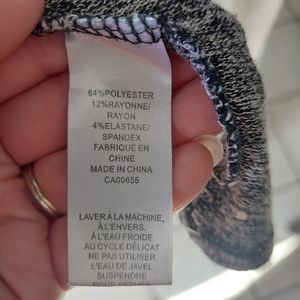 84%POLYESTER
12%RAYONNE/
RAYON
4%ELASTANE/
SPANDEX
FABRIQUÉ EN
CHINE
MADE IN CHINA
CA00655
LAVER À LA MACHINE,
À L'ENVERS,
À L'EAU FROIDE
AU CYCLE DÉLICAT
NE PAS UTILISER
L'EAU DE JAVEL
SUSPENDRE